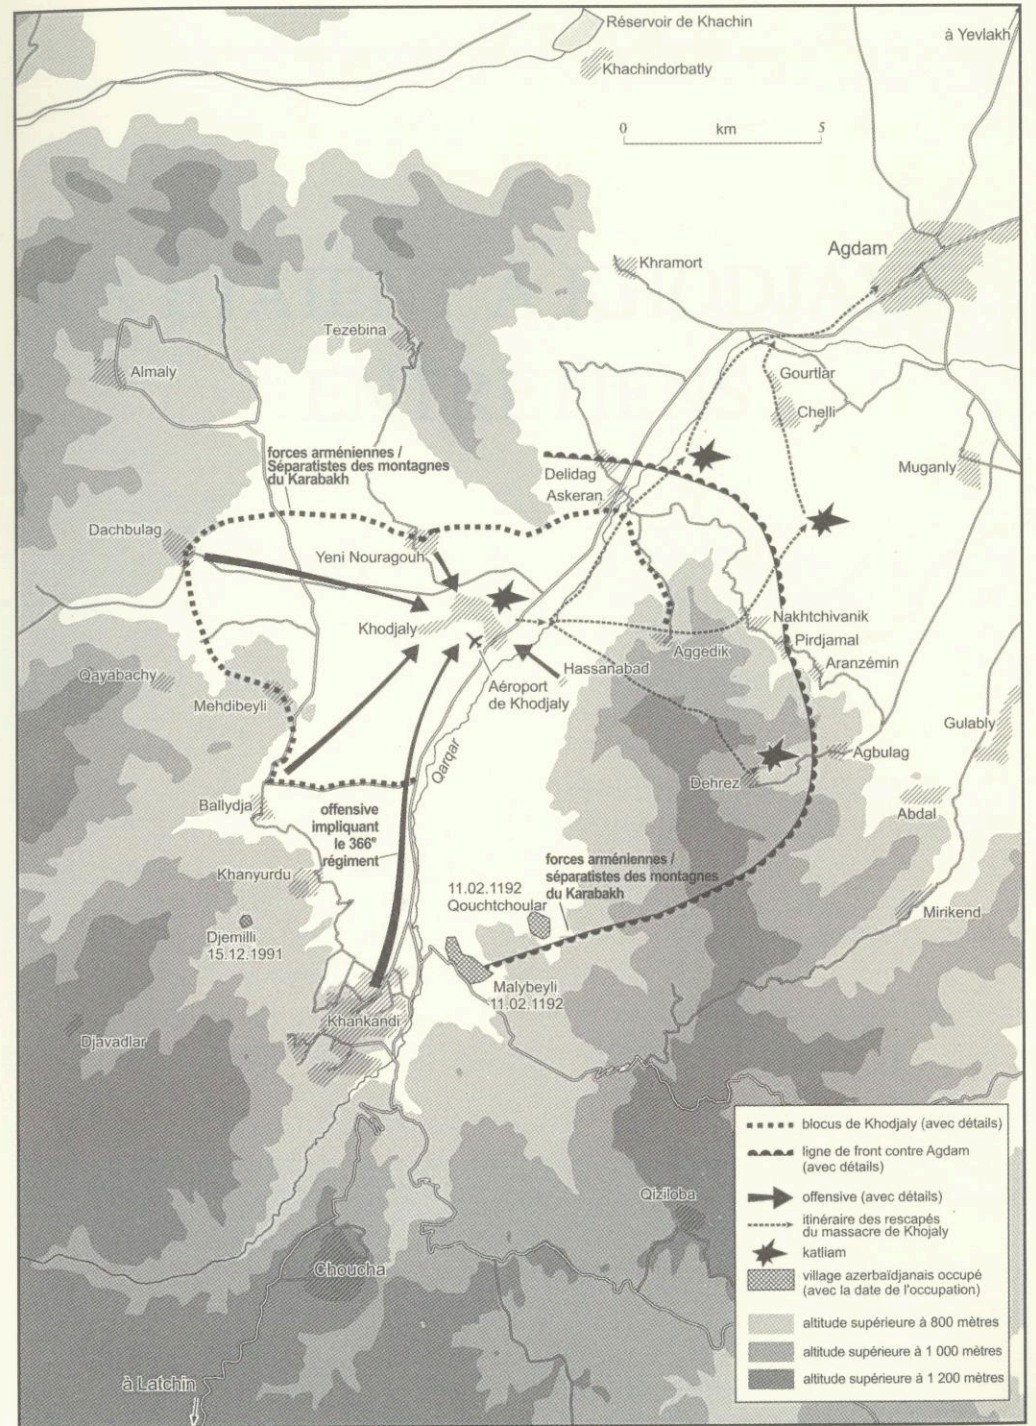 Réservoir de Khachin
à Yevlakh
Khachindorbatly
0 km 5
Agdam
Khramort
Tezebina
Almaly
Gourtlar
Chelli
forces arméniennes /
Séparatistes des montagnes
du Karabakh
Delidag
Muganly
Askeran
Dachbulag
Yeni Nouragouh
Khodjaly
Nakhtchivanik
Pirdjamal
Aggedik
Hassanabad
Aranzémin
Qayabachy
Aéroport
de Khodjaly
Mehdibeyli
Gulably
Qarqar
Agbulag
Dehrez
Ballydja
offensive
impliquant
le 366e
régiment
Abdal
forces arméniennes /
séparatistes des montagnes
du Karabakh
Khanyurdu
11.02.1192
Qouchtchoular
Mirikend
Djemilli
15.12.1991
Malybeyli
11.02.1192
Khankandi
Djavadlar
Qiziloba
Choucha
à Latchin
blocus de Khodjaly (avec détails)
ligne de front contre Agdam
(avec détails)
offensive (avec détails)
itinéraire des rescapés
du massacre de Khojaly
katliam
village azerbaïdjanais occupé
(avec la date de l'occupation)
altitude supérieure à 800 mètres
altitude supérieure à 1 000 mètres
altitude supérieure à 1 200 mètres